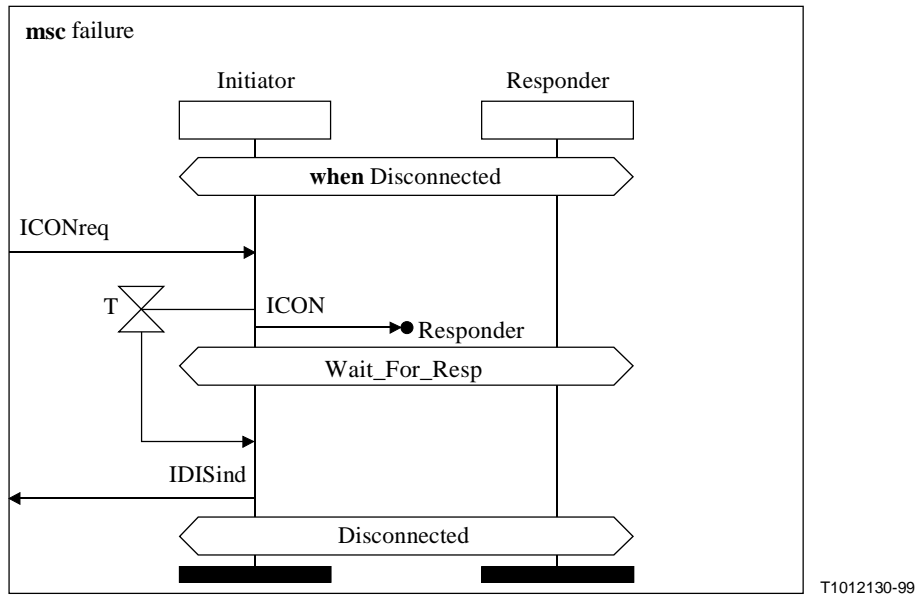 msc failure
Initiator
Responder
when Disconnected
ICONreq
T
ICON
Responder
Wait_For_Resp
IDISind
Disconnected
T1012130-99